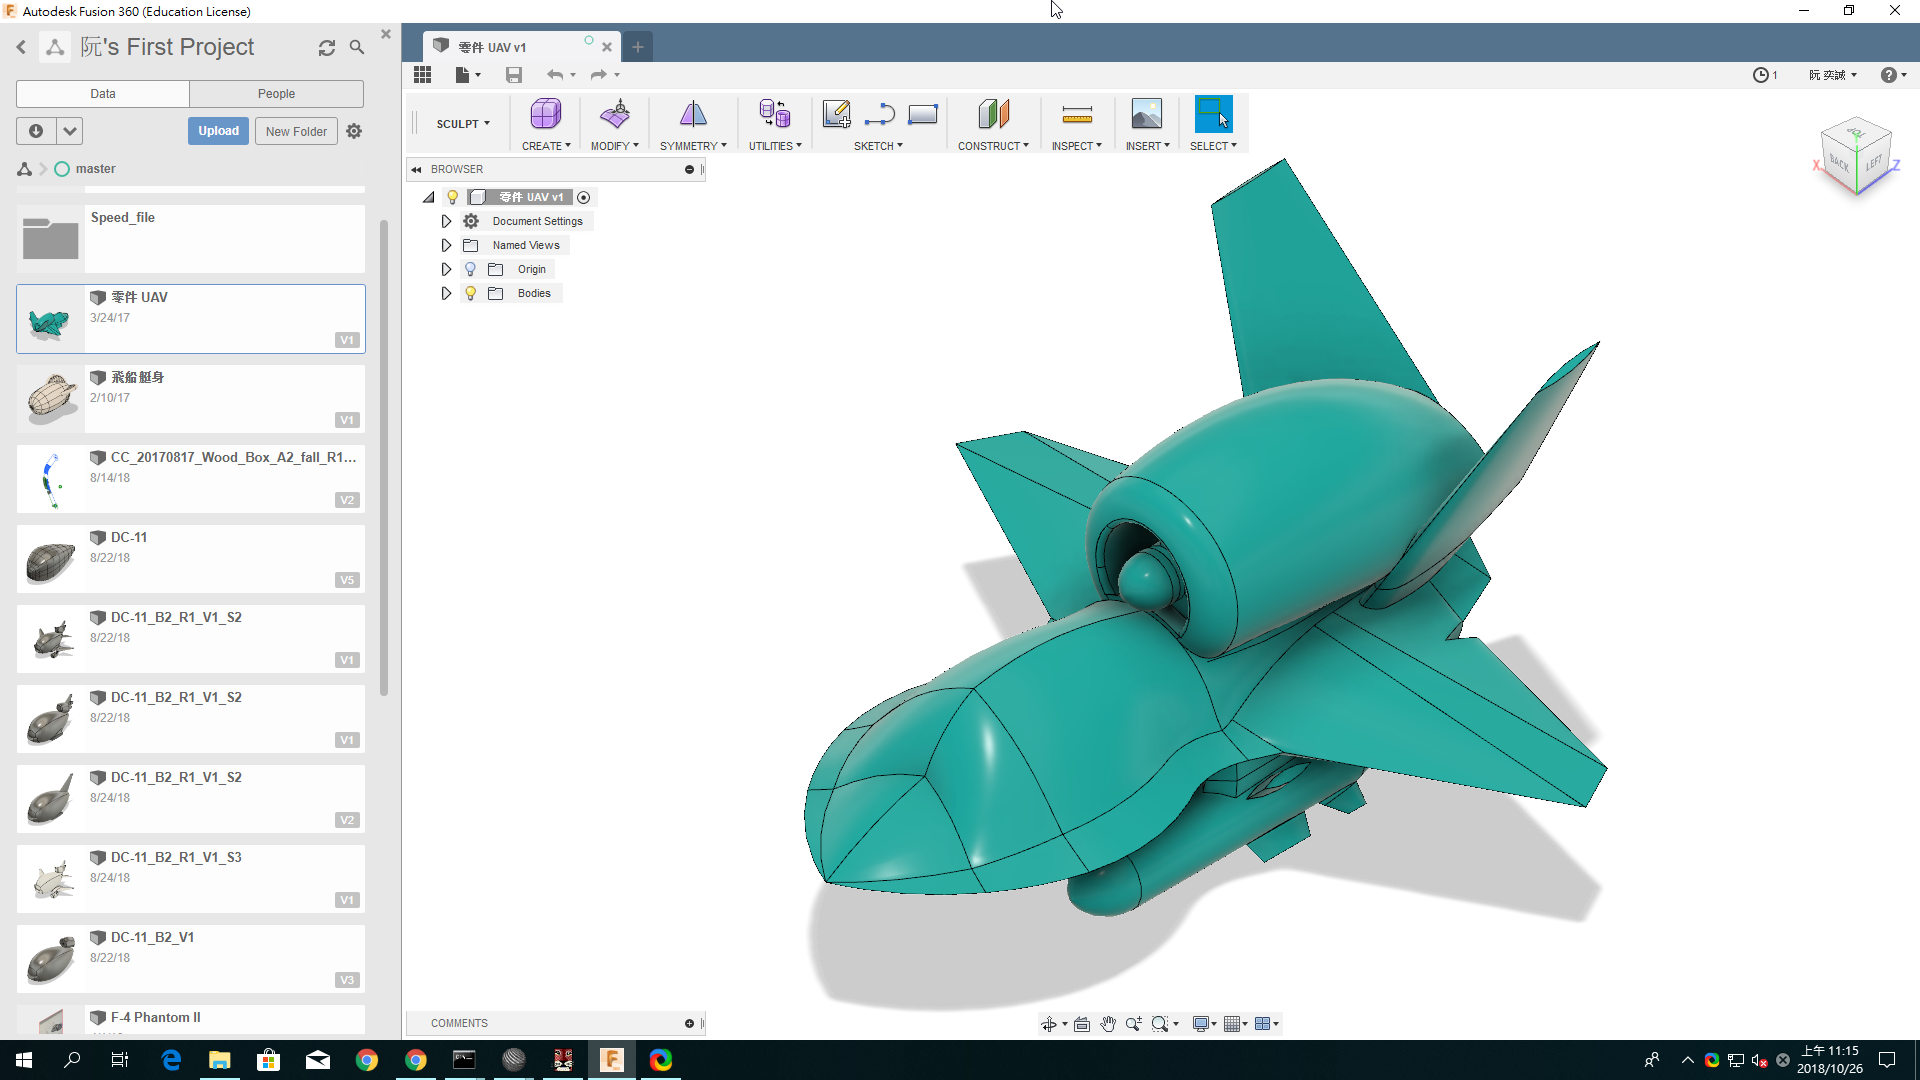 Autodesk Fusion 360 (Education License)
阮's First Project
Data
People
Upload
New Folder
master
Speed_file
零件 UAV
3/24/17
V1
飛船艇身
2/10/17
V1
CC_20170817_Wood_Box_A2_fall_R1...
8/14/18
V2
DC-11
8/22/18
V5
DC-11_B2_R1_V1_S2
8/22/18
V1
DC-11_B2_R1_V1_S2
8/22/18
V1
DC-11_B2_R1_V1_S2
8/24/18
V2
DC-11_B2_R1_V1_S3
8/24/18
V1
DC-11_B2_V1
8/22/18
V3
F-4 Phantom II
零件 UAV v1
1
阮 奕誠
SCULPT
CREATE
MODIFY
SYMMETRY
UTILITIES
SKETCH
CONSTRUCT
INSPECT
INSERT
SELECT
BROWSER
零件 UAV v1
Document Settings
Named Views
Origin
Bodies
TOP
BACK
LEFT
X
Z
COMMENTS
上午 11:15
2018/10/26